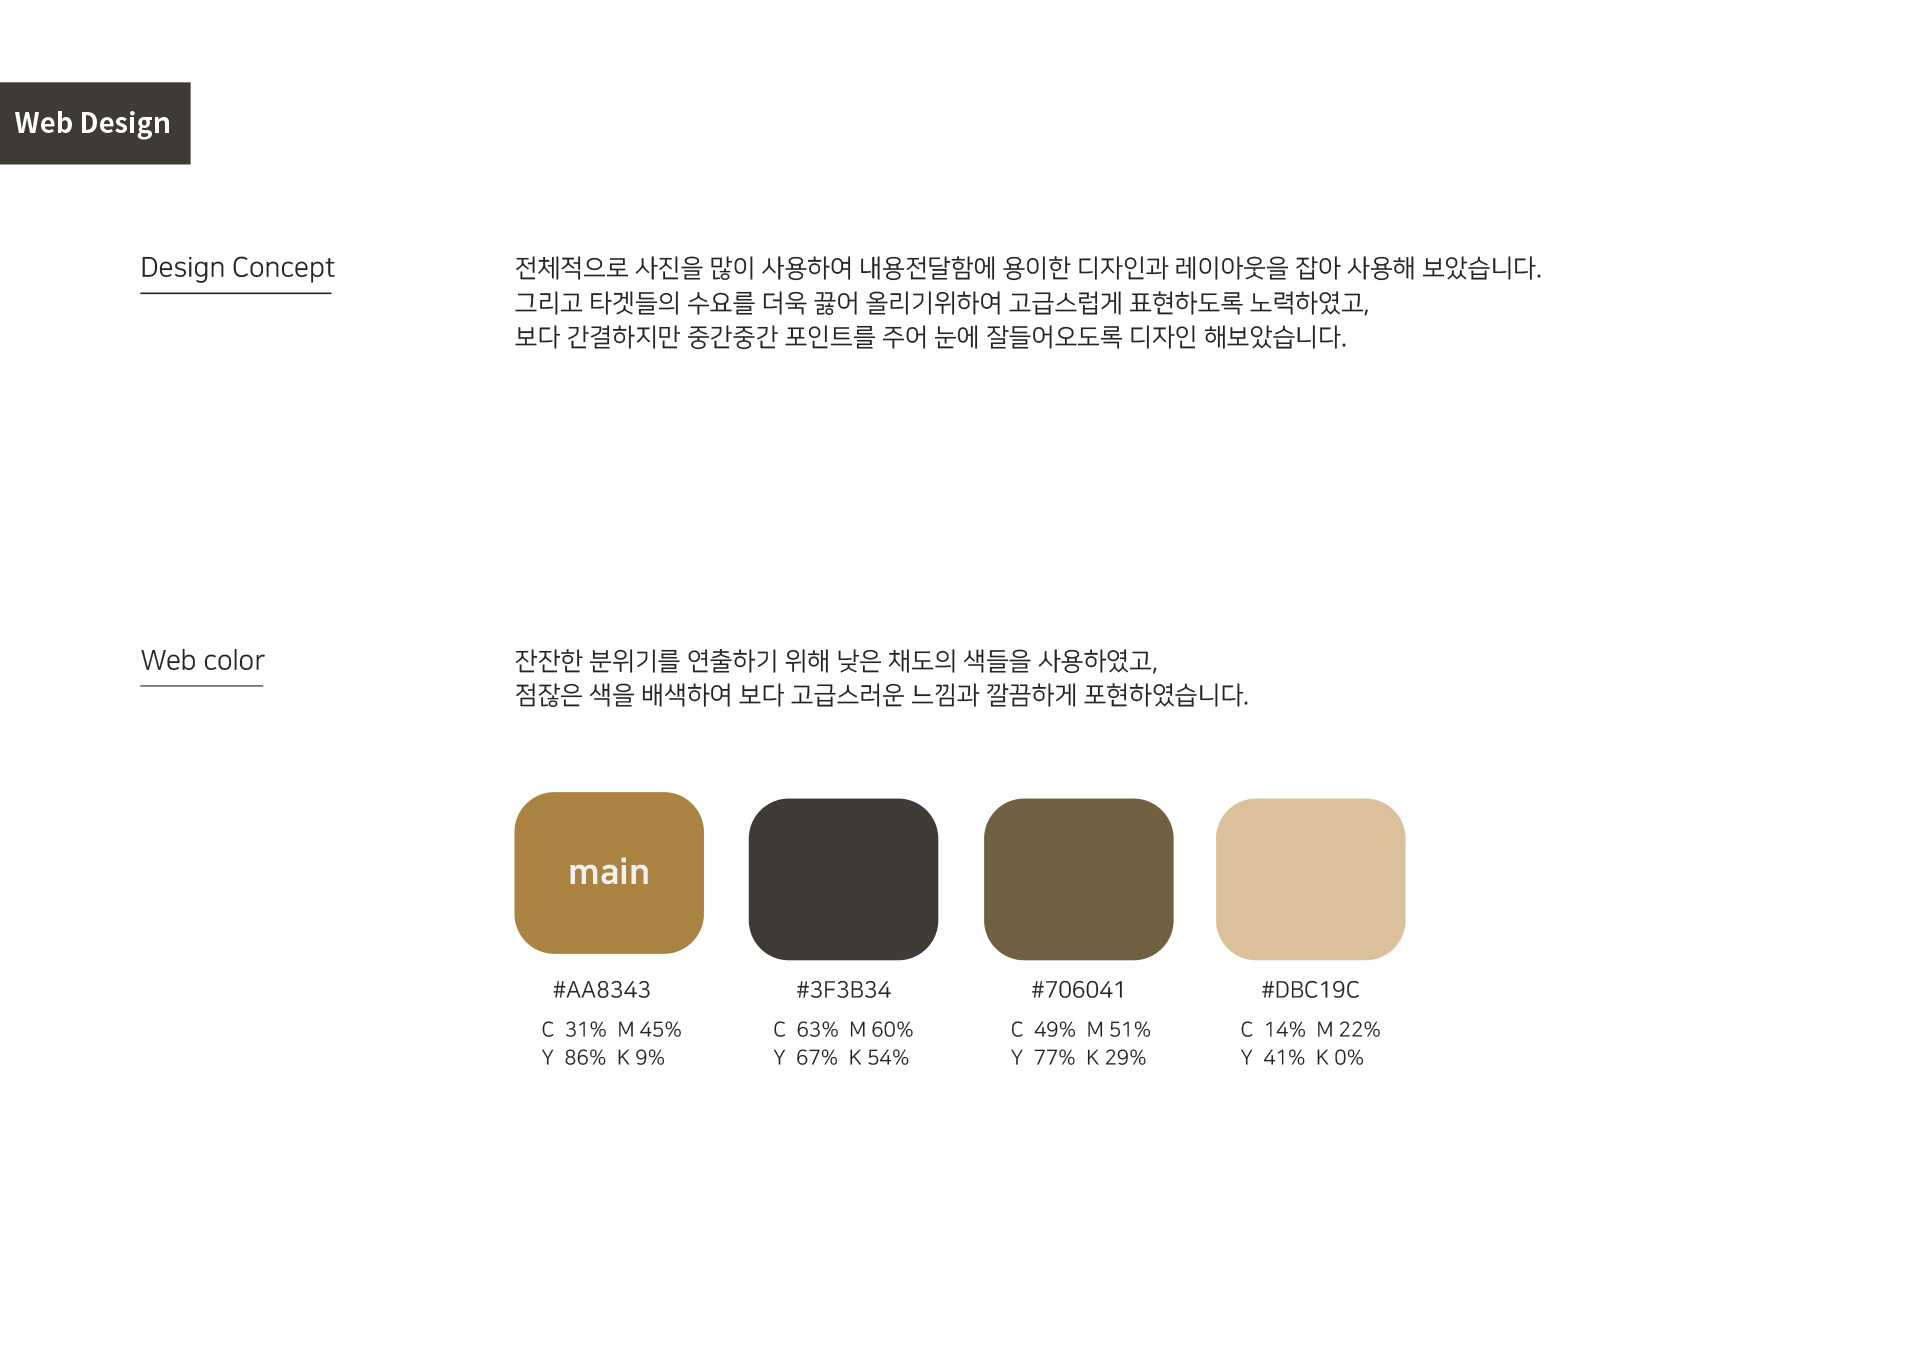 Web Design
Design Concept
전체적으로 사진을 많이 사용하여 내용전달함에 용이한 디자인과 레이아웃을 잡아 사용해 보았습니다.
그리고 타겟들의 수요를 더욱 끓어 올리기위하여 고급스럽게 표현하도록 노력하였고,
보다 간결하지만 중간중간 포인트를 주어 눈에 잘들어오도록 디자인 해보았습니다.
Web color
잔잔한 분위기를 연출하기 위해 낮은 채도의 색들을 사용하였고,
점잖은 색을 배색하여 보다 고급스러운 느낌과 깔끔하게 포현하였습니다.
main
#AA8343
C 31% M 45%
Y 86% K 9%
#3F3B34
C 63% M 60%
Y 67% K 54%
#706041
C 49% M 51%
Y 77% K 29%
#DBC19C
C 14% M 22%
Y 41% K 0%